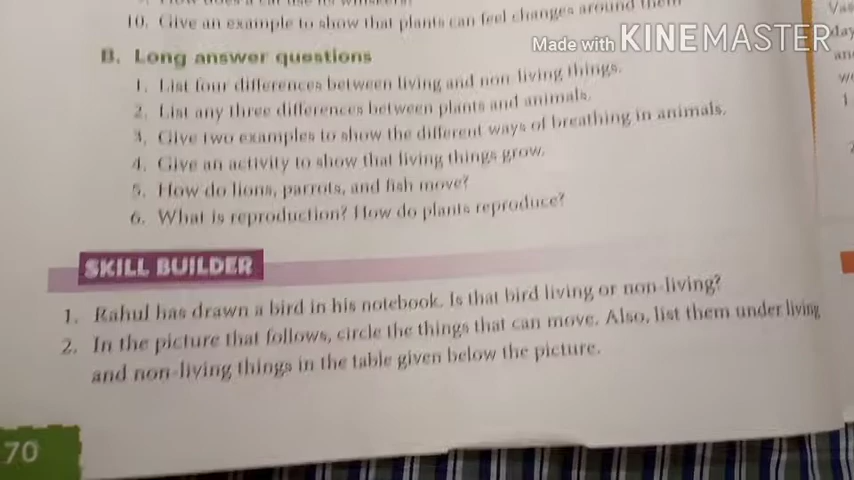 10. Give an example to show that plants can feel changes around them
Made with KINEMASTER
B. Long answer questions
1. List four differences between living and non-living things.
2. List any three differences between plants and animals.
3. Give two examples to show the different ways of breathing in animals.
4. Give an activity to show that living things grow.
5. How do lions, parrots, and fish move?
6. What is reproduction? How do plants reproduce?
SKILL BUILDER
1. Rahul has drawn a bird in his notebook. Is that bird living or non-living?
2. In the picture that follows, circle the things that can move. Also, list them under living
and non-living things in the table given below the picture.
70